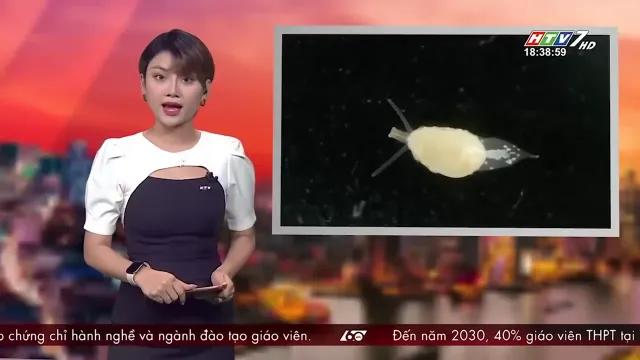 HTV7 HD
18:38:59
HTV
chứng chỉ hành nghề và ngành đào tạo giáo viên.
60
Đến năm 2030, 40% giáo viên THPT tại